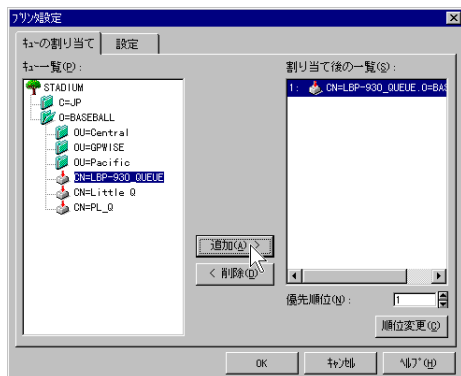 プリンタ設定
キューの割り当て 設定
キュー一覧(P):
STADIUM
C=JP
O=BASEBALL
OU=Central
OU=GPWISE
OU=Pacific
CN=LBP-930_QUEUE
CN=Little Q
CN=PL_Q
追加(A) >
< 削除(D)
割り当て後の一覧(S):
1: CN=LBP-930_QUEUE.O=BAS
優先順位(N): 1
順位変更(C)
OK キャンセル ヘルプ(H)